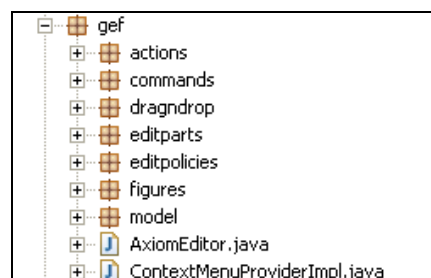 gef
actions
commands
dragndrop
editparts
editpolicies
figures
model
AxiomEditor.java
ContextMenuProviderImpl.java